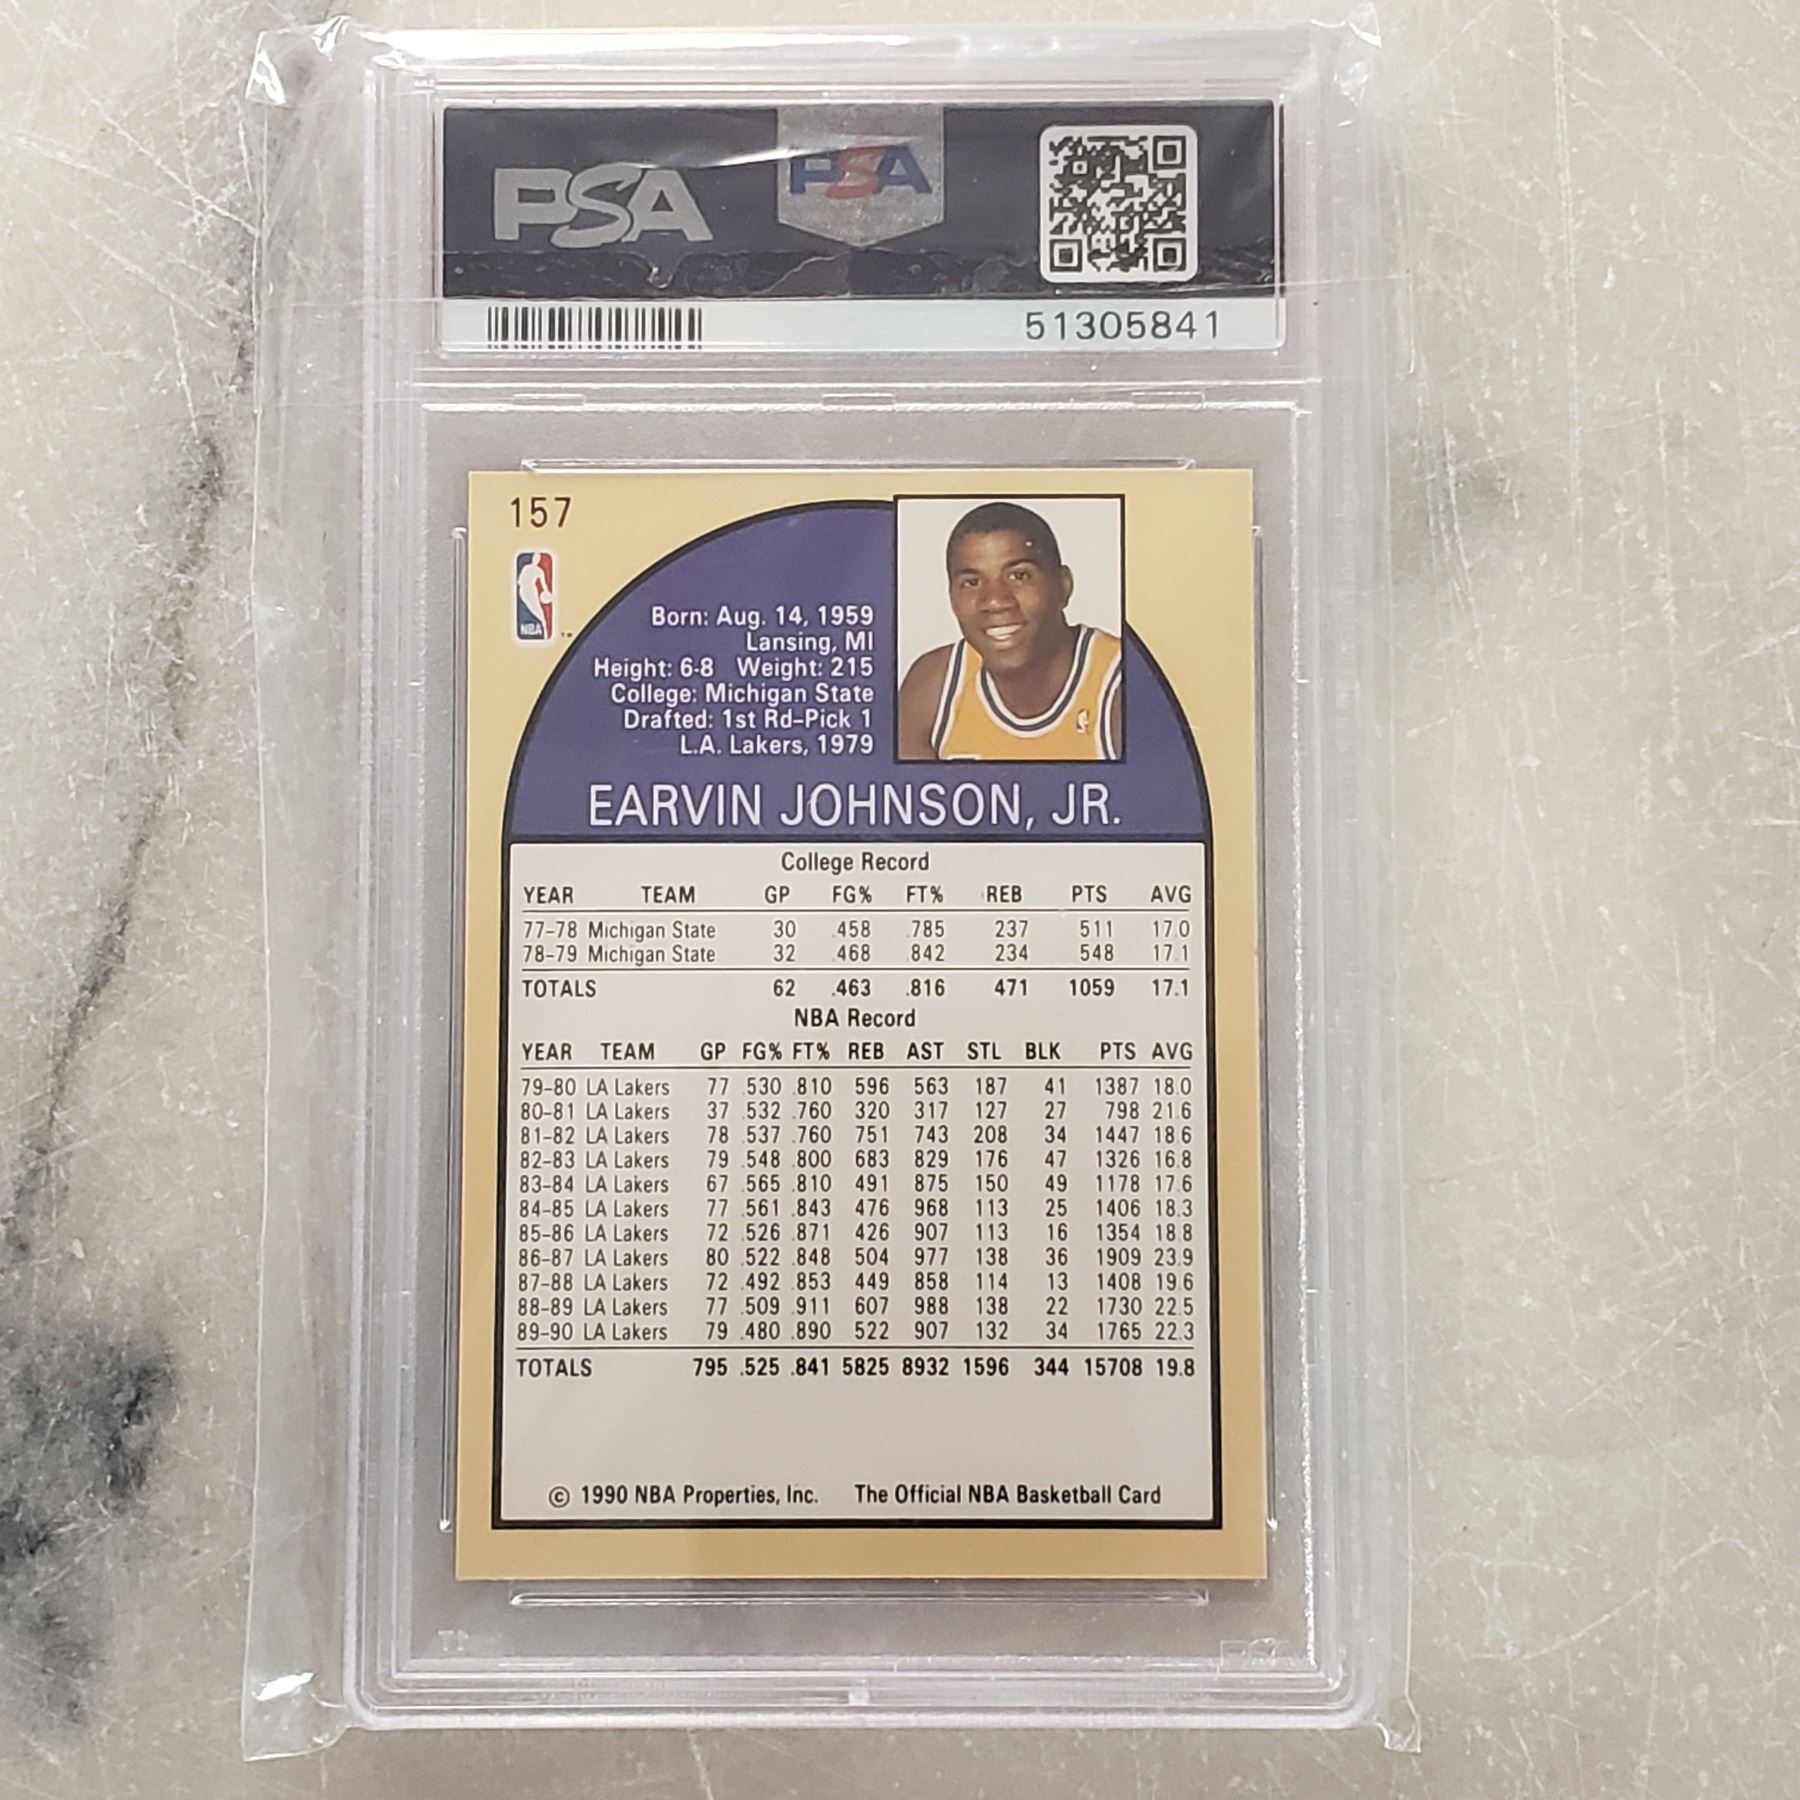 PSA
PSA
51305841
157
NBA
Born: Aug. 14, 1959
Lansing, MI
Height: 6-8 Weight: 215
College: Michigan State
Drafted: 1st Rd-Pick 1
L.A. Lakers, 1979
EARVIN JOHNSON, JR.
College Record
YEAR TEAM GP FG% FT% REB PTS AVG
77-78 Michigan State 30 .458 .785 237 511 17.0
78-79 Michigan State 32 .468 .842 234 548 17.1
TOTALS 62 .463 .816 471 1059 17.1
NBA Record
YEAR TEAM GP FG% FT% REB AST STL BLK PTS AVG
79-80 LA Lakers 77 .530 .810 596 563 187 41 1387 18.0
80-81 LA Lakers 37 .532 .760 320 317 127 27 798 21.6
81-82 LA Lakers 78 .537 .760 751 743 208 34 1447 18.6
82-83 LA Lakers 79 .548 .800 683 829 176 47 1326 16.8
83-84 LA Lakers 67 .565 .810 491 875 150 49 1178 17.6
84-85 LA Lakers 77 .561 .843 476 968 113 25 1406 18.3
85-86 LA Lakers 72 .526 .871 426 907 113 16 1354 18.8
86-87 LA Lakers 80 .522 .848 504 977 138 36 1909 23.9
87-88 LA Lakers 72 .492 .853 449 858 114 13 1408 19.6
88-89 LA Lakers 77 .509 .911 607 988 138 22 1730 22.5
89-90 LA Lakers 79 .480 .890 522 907 132 34 1765 22.3
TOTALS 795 .525 .841 5825 8932 1596 344 15708 19.8
© 1990 NBA Properties, Inc. The Official NBA Basketball Card